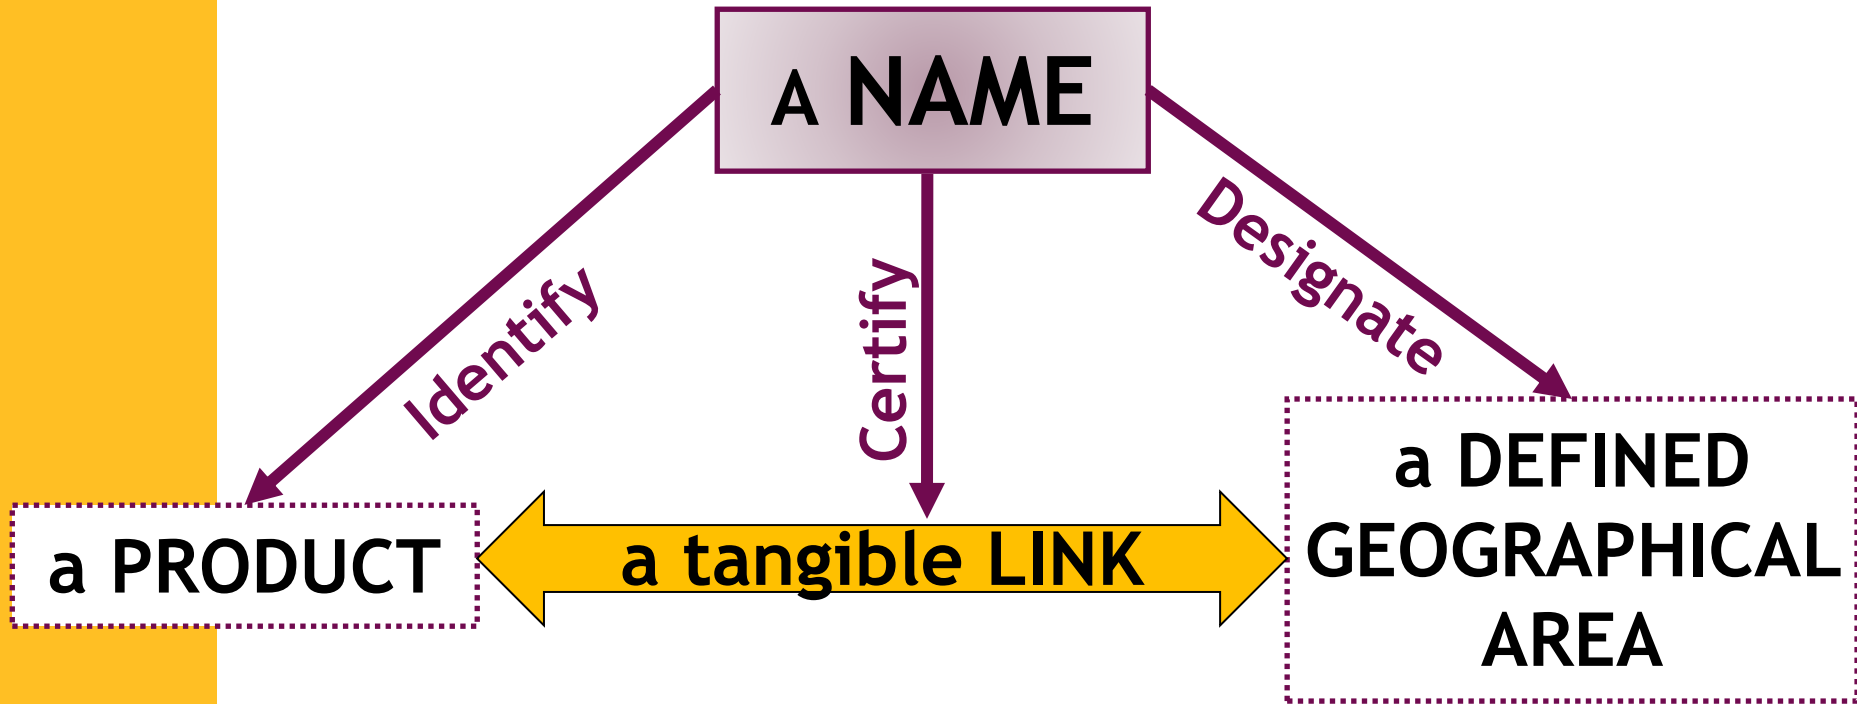 A NAME
Identify
Certify
Designate
a PRODUCT
a tangible LINK
a DEFINED
GEOGRAPHICAL
AREA